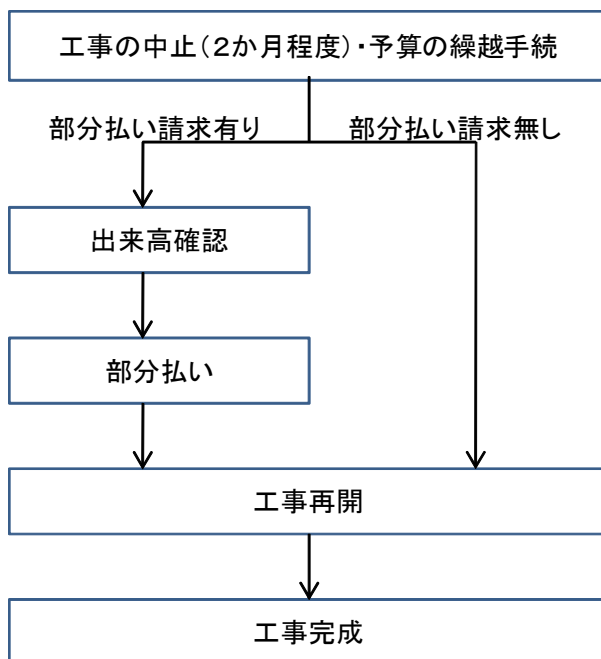 工事の中止（２か月程度）・予算の繰越手続
部分払い請求有り
部分払い請求無し
出来高確認
部分払い
工事再開
工事完成